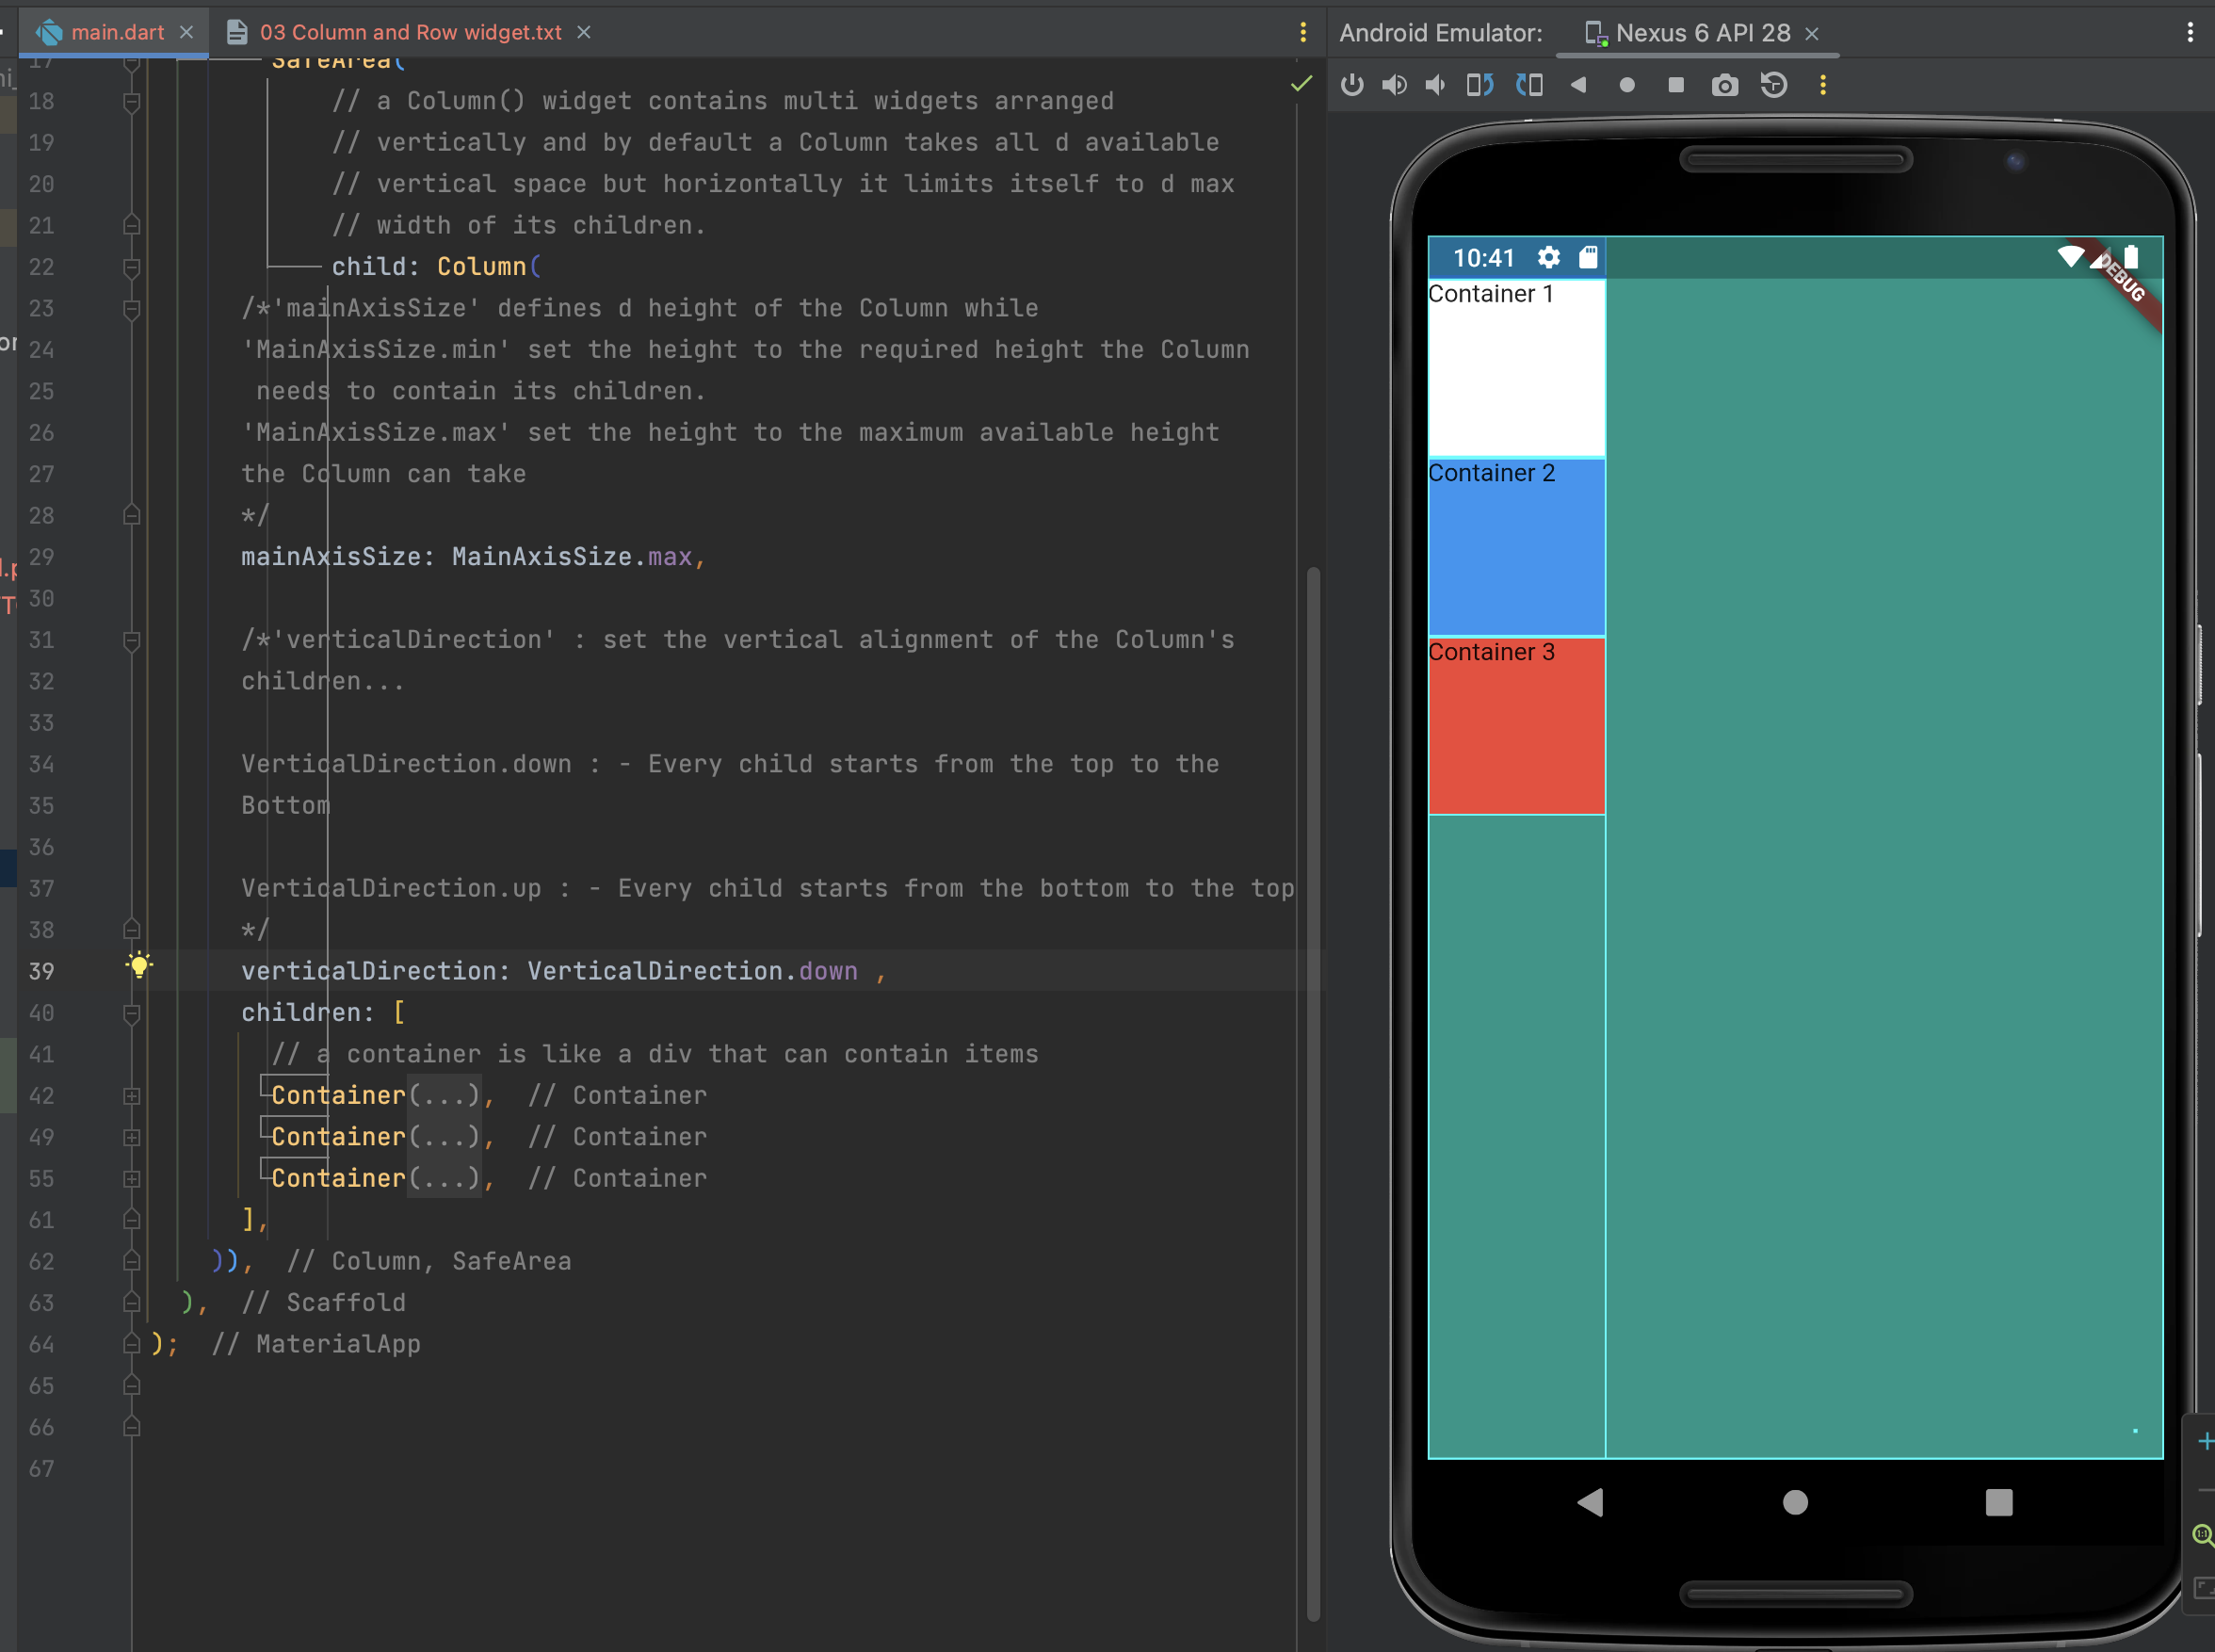 main.dart
03 Column and Row widget.txt
Android Emulator:
Nexus 6 API 28
17 SafeArea(
18 // a Column() widget contains multi widgets arranged
19 // vertically and by default a Column takes all d available
20 // vertical space but horizontally it limits itself to d max
21 // width of its children.
22 child: Column(
23 /*'mainAxisSize' defines d height of the Column while
24 'MainAxisSize.min' set the height to the required height the Column
25 needs to contain its children.
26 'MainAxisSize.max' set the height to the maximum available height
27 the Column can take
28 */
29 mainAxisSize: MainAxisSize.max,
30
31 /*'verticalDirection' : set the vertical alignment of the Column's
32 children...
33
34 VerticalDirection.down : - Every child starts from the top to the
35 Bottom
36
37 VerticalDirection.up : - Every child starts from the bottom to the top
38 */
39 verticalDirection: VerticalDirection.down ,
40 children: [
41 // a container is like a div that can contain items
42 Container(...), // Container
49 Container(...), // Container
55 Container(...), // Container
61 ],
62 )), // Column, SafeArea
63 ), // Scaffold
64 ); // MaterialApp
65
66
67
10:41
DEBUG
Container 1
Container 2
Container 3
1:1